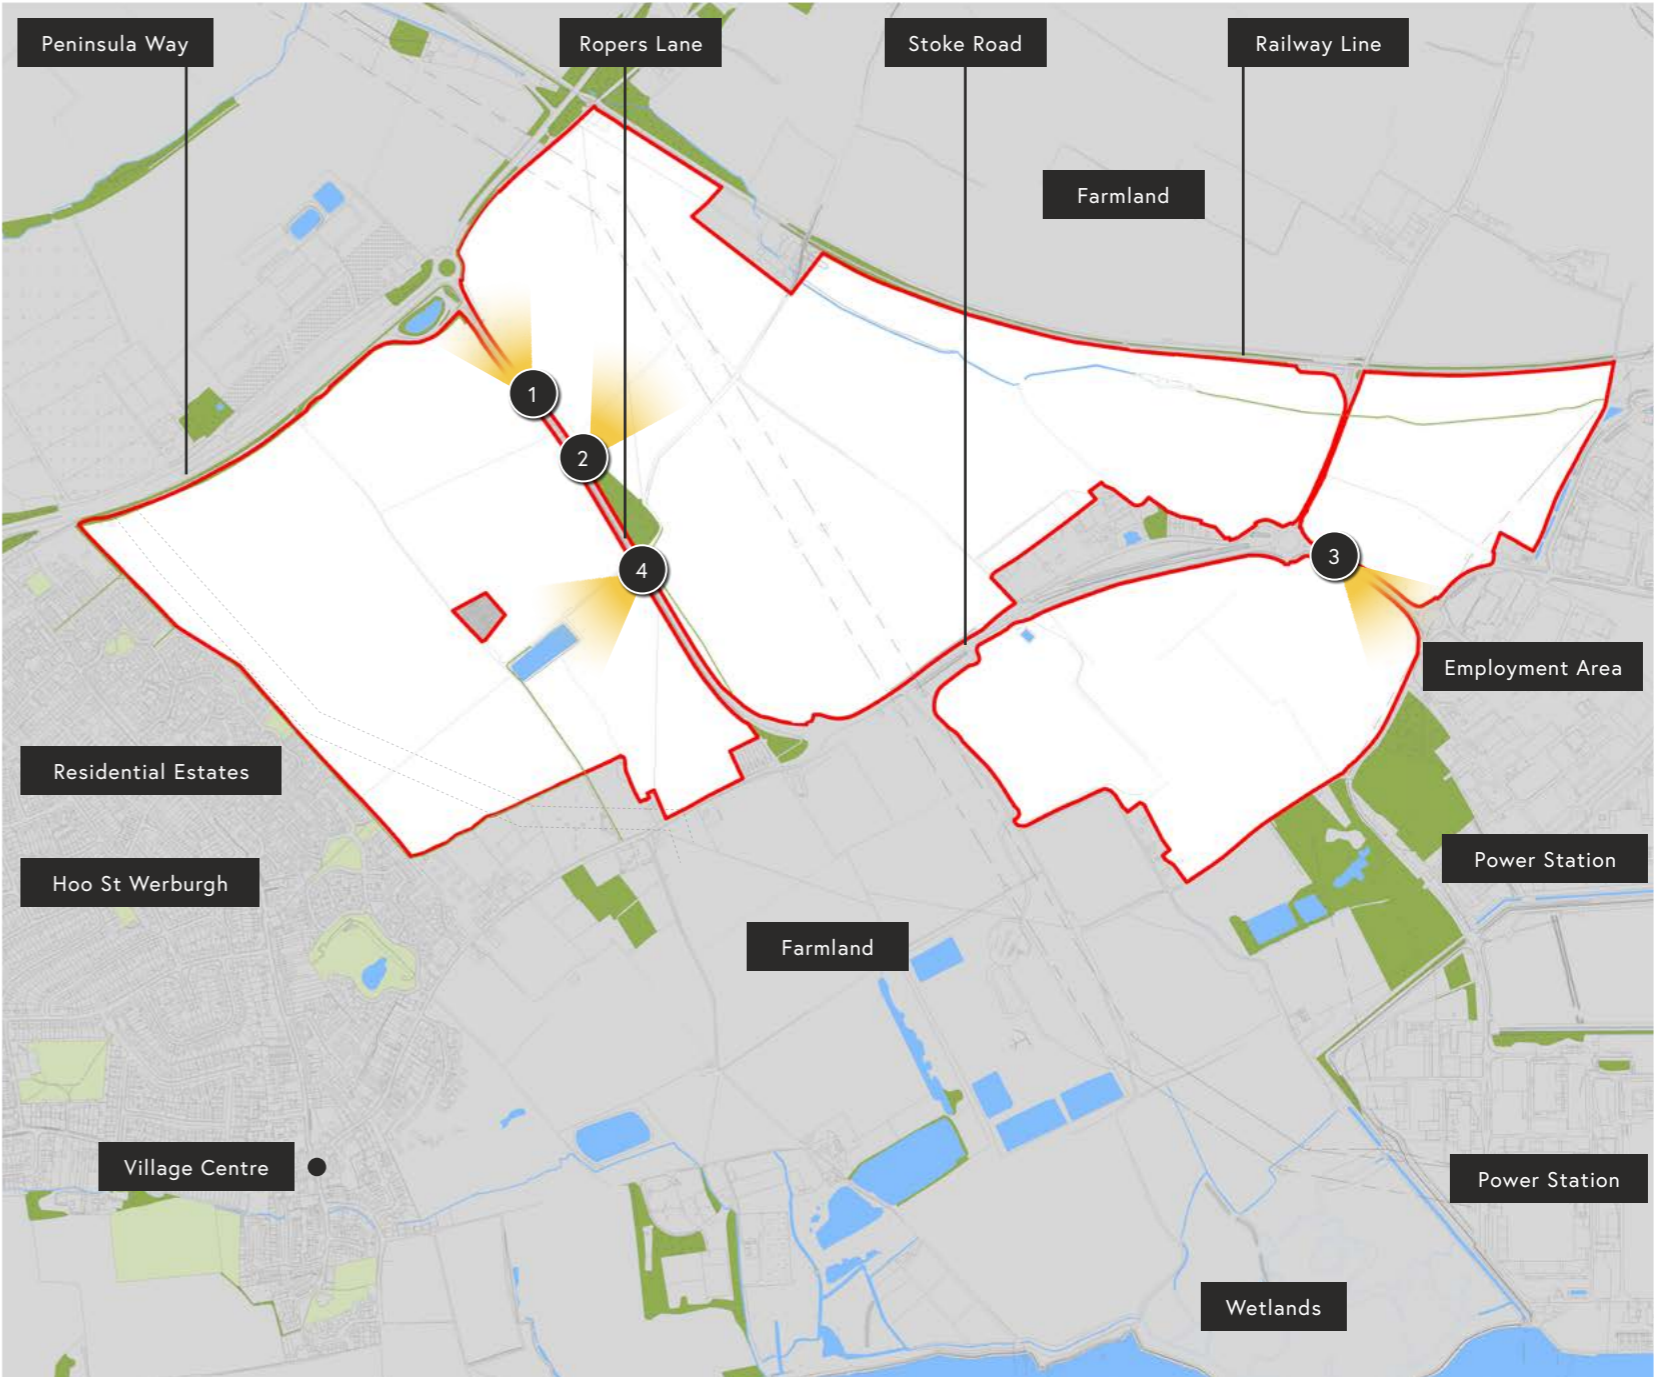 Peninsula Way
Ropers Lane
Stoke Road
Railway Line
Farmland
1
2
3
4
Employment Area
Residential Estates
Power Station
Hoo St Werburgh
Farmland
Village Centre
Power Station
Wetlands